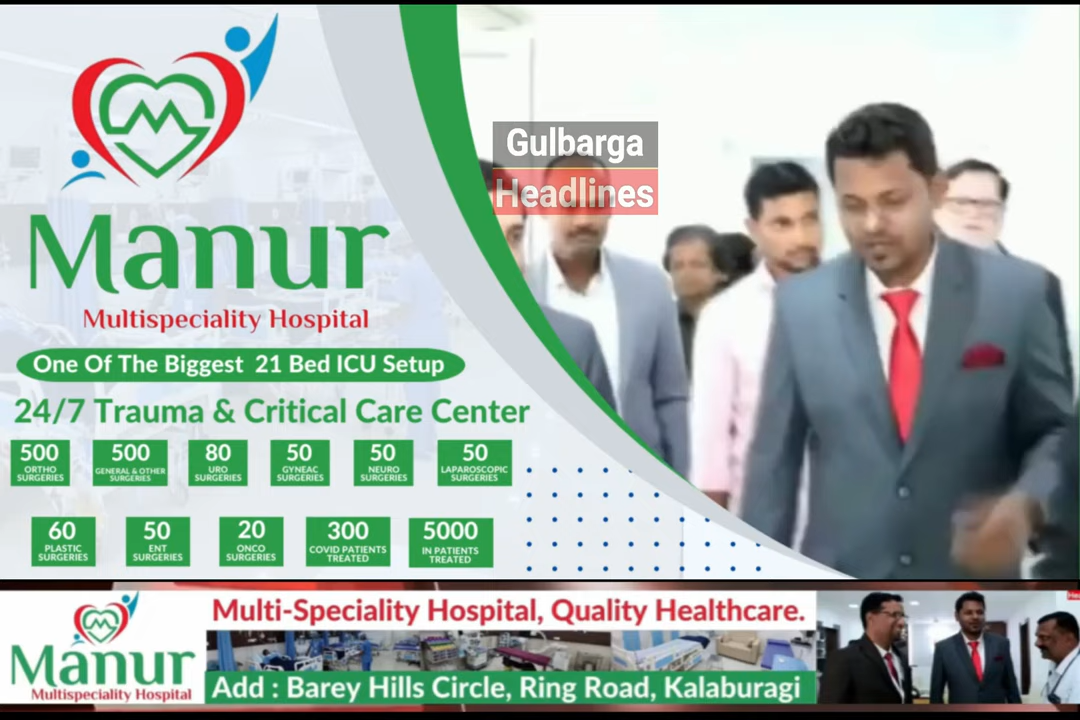 Gulbarga
Headlines
Manur
Multispeciality Hospital
One Of The Biggest 21 Bed ICU Setup
24/7 Trauma & Critical Care Center
500
ORTHO
SURGERIES
500
GENERAL & OTHER
SURGERIES
80
URO
SURGERIES
50
GYNEAC
SURGERIES
50
NEURO
SURGERIES
50
LAPAROSCOPIC
SURGERIES
60
PLASTIC
SURGERIES
50
ENT
SURGERIES
20
ONCO
SURGERIES
300
COVID PATIENTS
TREATED
5000
IN PATIENTS
TREATED
Manur
Multispeciality Hospital
Multi-Speciality Hospital, Quality Healthcare.
Add : Barey Hills Circle, Ring Road, Kalaburagi